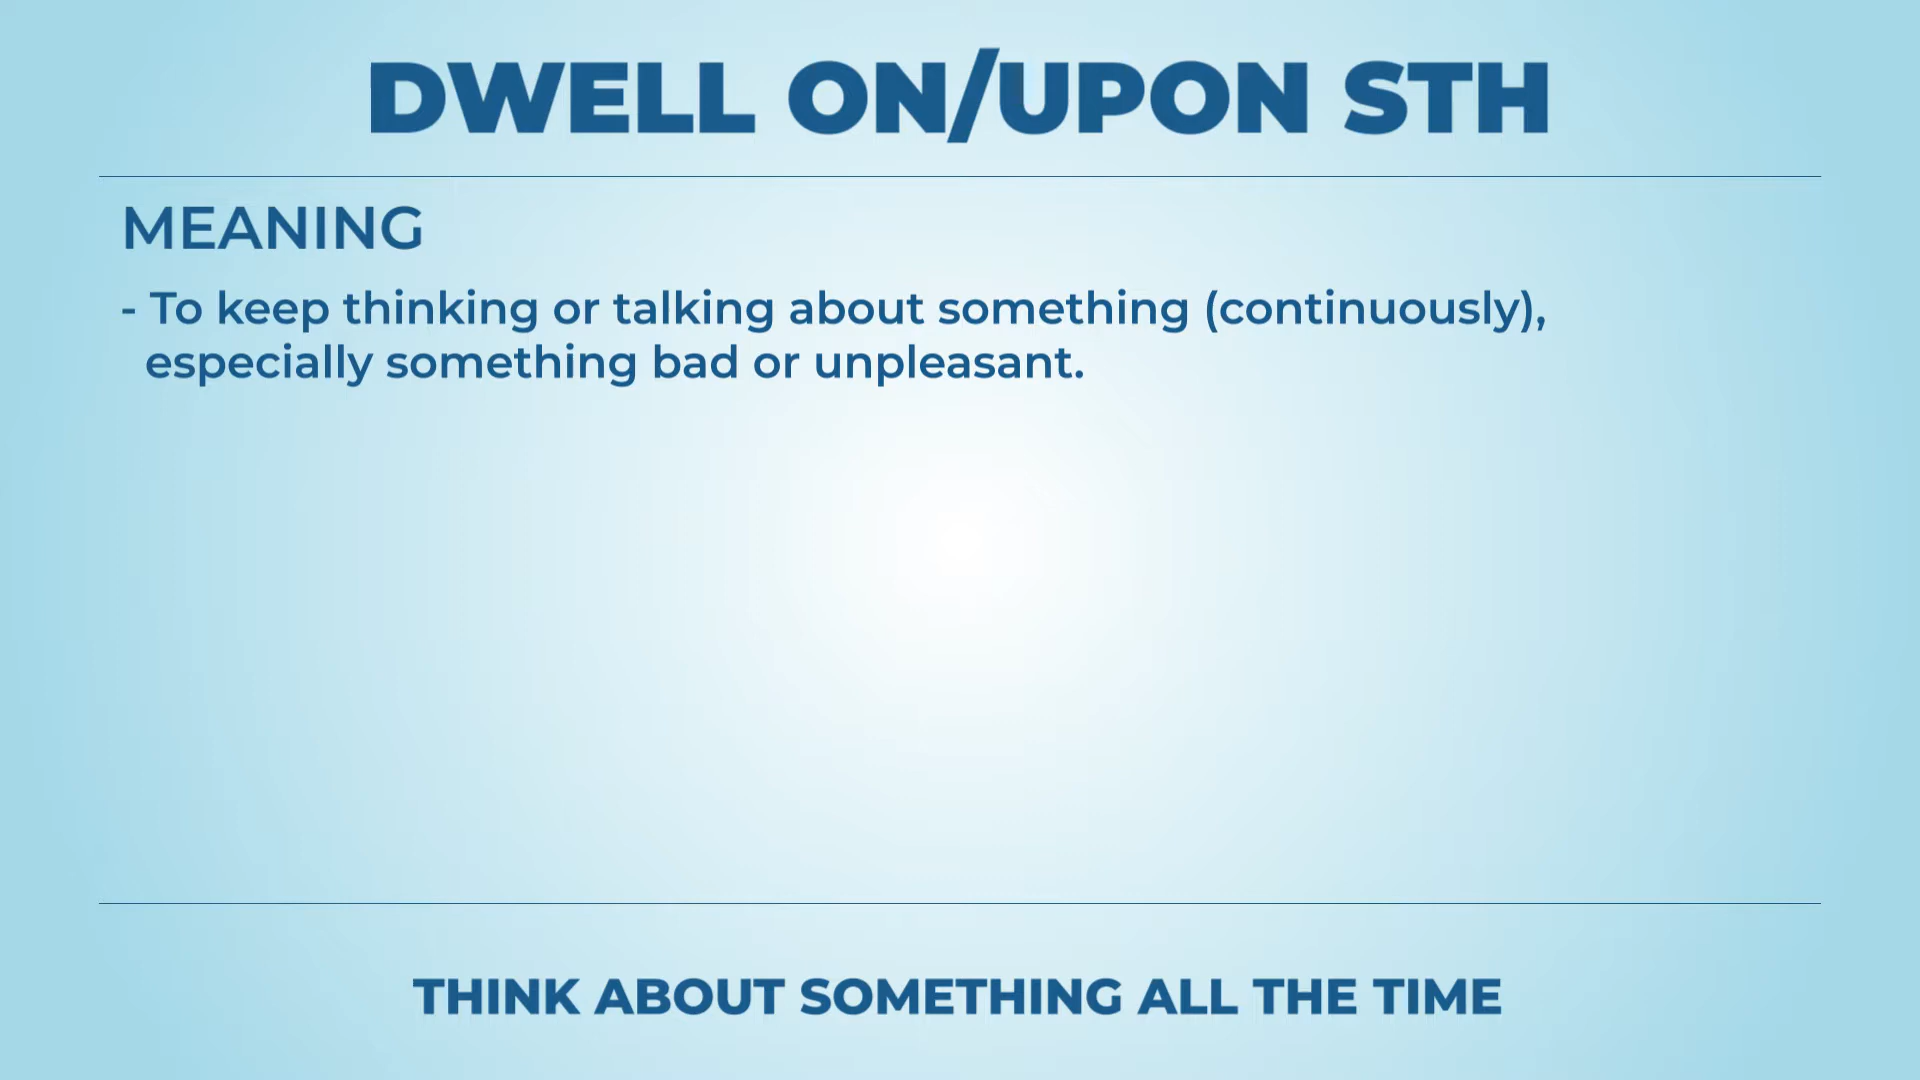 DWELL ON/UPON STH
MEANING
- To keep thinking or talking about something (continuously),
especially something bad or unpleasant.
THINK ABOUT SOMETHING ALL THE TIME